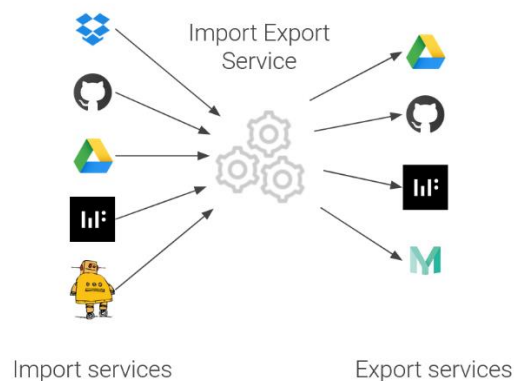 Import Export
Service
Import services
Export services